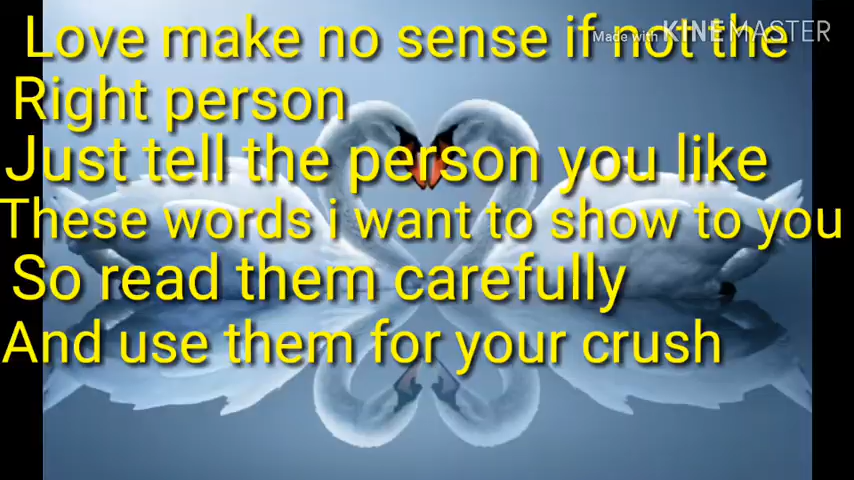 Love make no sense if not the
Made with KINEMASTER
Right person
Just tell the person you like
These words i want to show to you
So read them carefully
And use them for your crush